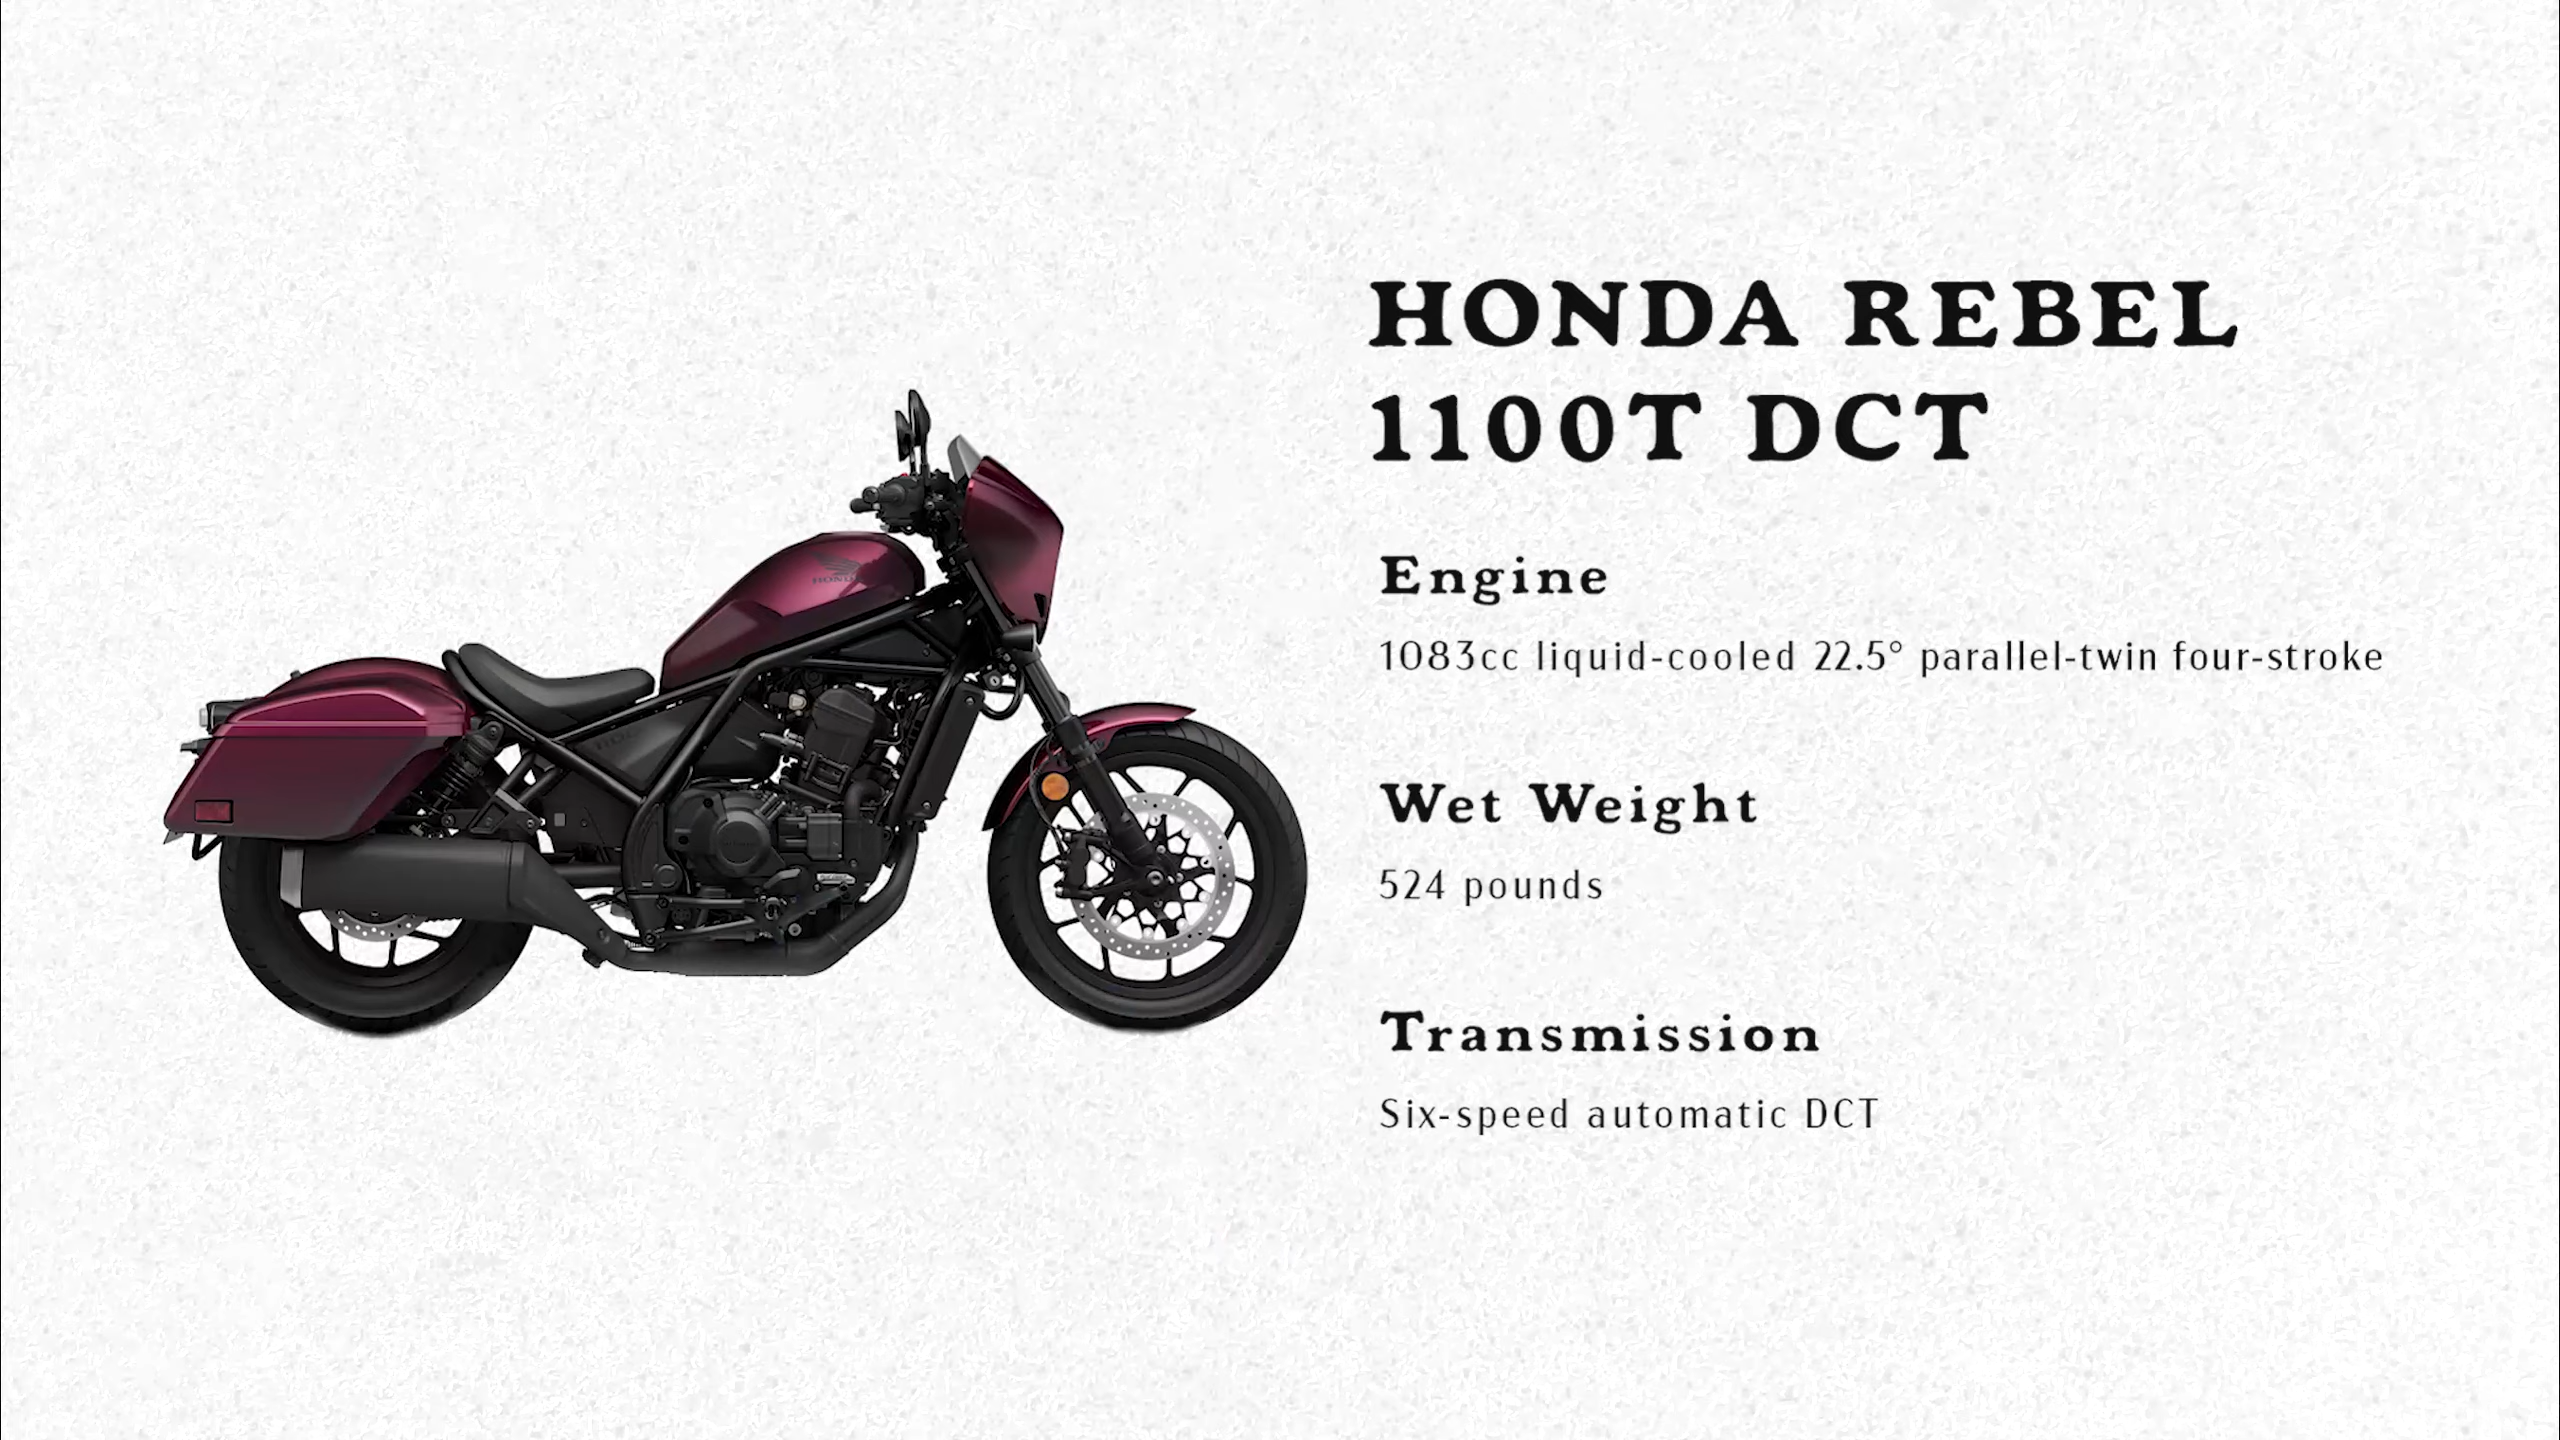 HONDA REBEL
1100T DCT
Engine
1083cc liquid-cooled 22.5° parallel-twin four-stroke
Wet Weight
524 pounds
Transmission
Six-speed automatic DCT
HONDA